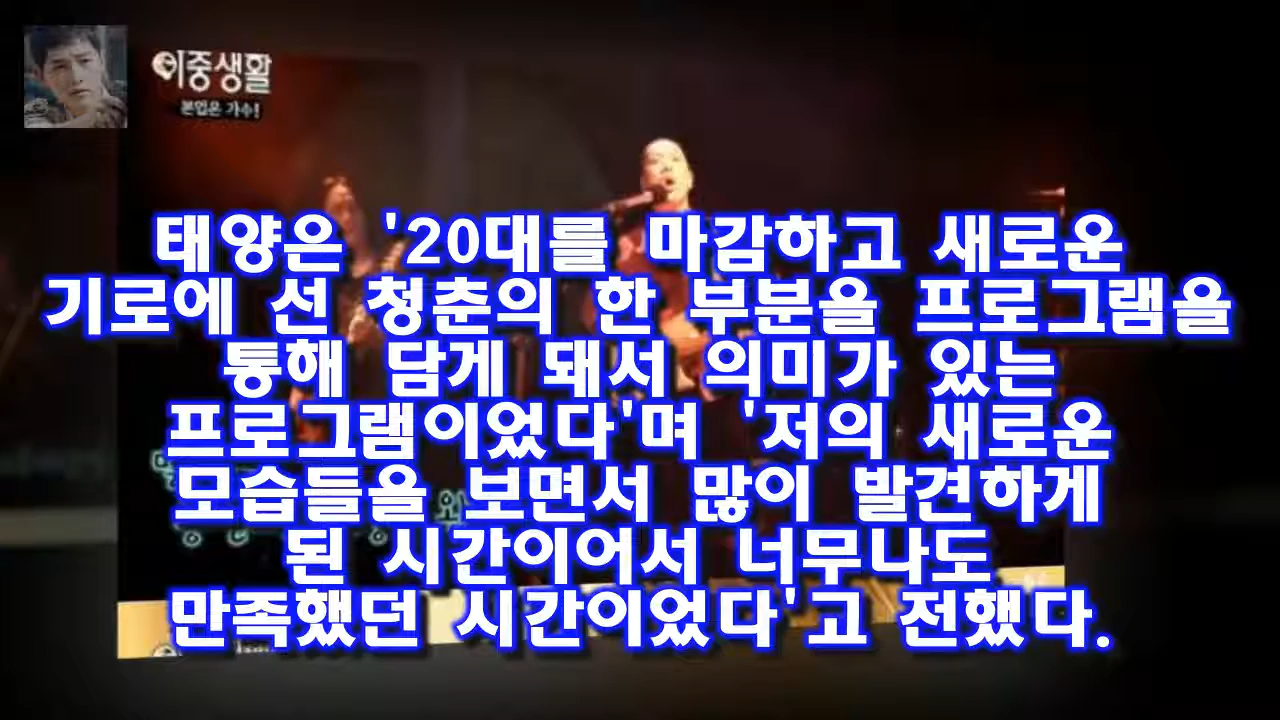 이중생활
본업은 가수!
태양은 '20대를 마감하고 새로운
기로에 선 청춘의 한 부분을 프로그램을
통해 담게 돼서 의미가 있는
프로그램이었다'며 '저의 새로운
모습들을 보면서 많이 발견하게
된 시간이어서 너무나도
만족했던 시간이었다'고 전했다.